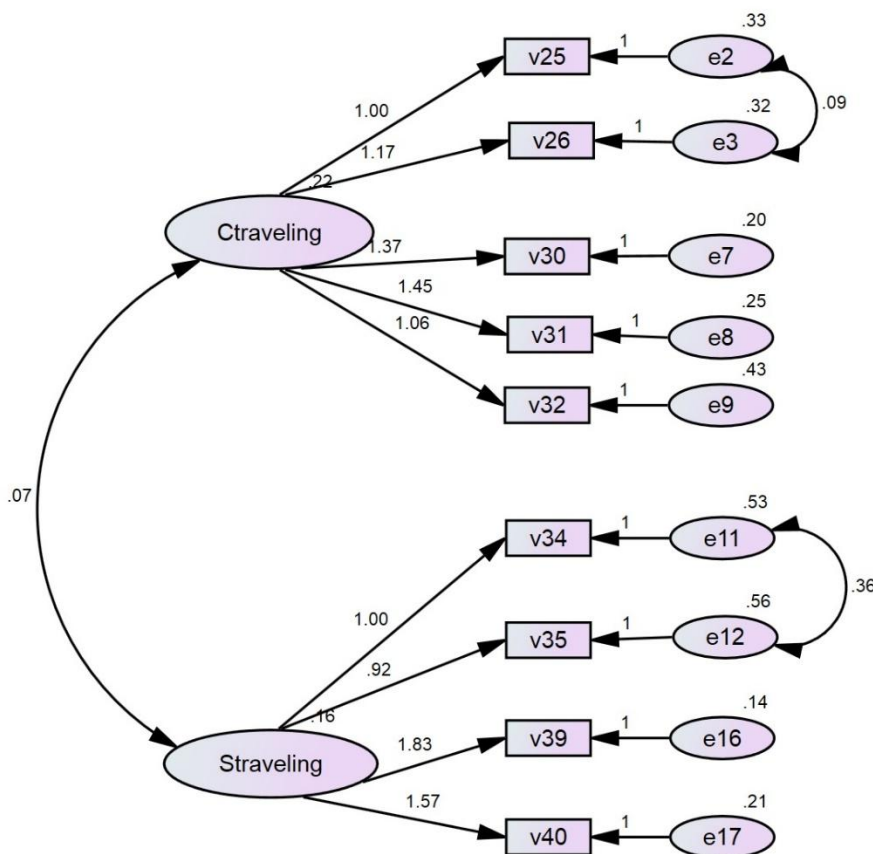 .33
v25
1
e2
1.00
.09
.32
v26
1
e3
1.17
.22
Ctraveling
.20
1.37
v30
1
e7
1.45
.25
v31
1
e8
1.06
.43
v32
1
e9
.07
.53
v34
1
e11
1.00
.36
.56
v35
1
e12
.92
.16
Straveling
.14
1.83
v39
1
e16
1.57
.21
v40
1
e17